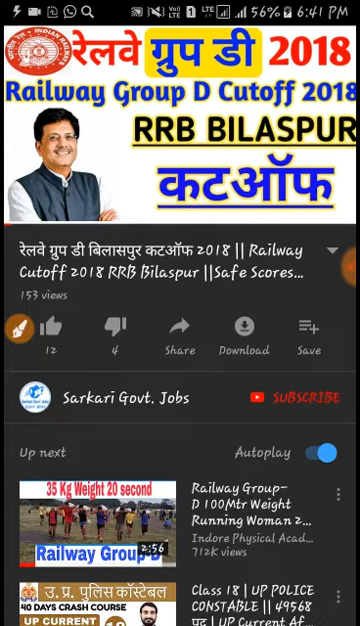 56% 6:41 PM
INDIAN RAILWAYS
रेलवे ग्रुप डी 2018
Railway Group D Cutoff 2018
RRB BILASPUR
कटऑफ
रेलवे ग्रुप डी बिलासपुर कटऑफ 2018 || Railway
Cutoff 2018 RRB Bilaspur ||Safe Scores...
153 views
12
4
Share
Download
Save
Sarkari Govt. Jobs
SUBSCRIBE
Up next
Autoplay
35 Kg Weight 20 second
Railway Group-D
2:56
Railway Group-
D 100Mtr Weight
Running Woman 2...
Indore Physical Acad...
712K views
उ.प्र. पुलिस कॉस्टेबल
40 DAYS CRASH COURSE
UP CURRENT
Class 18 | UP POLICE
CONSTABLE || 49568
पद | UP Current Af...